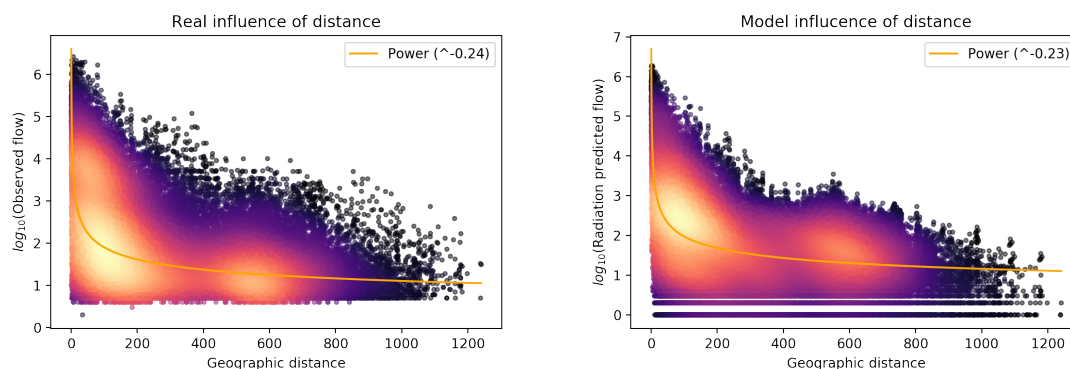 Real influence of distance
Power (^-0.24)
log10(Observed flow)
6
5
4
3
2
1
0
0 200 400 600 800 1000 1200
Geographic distance
Model influcence of distance
Power (^-0.23)
log10(Radiation predicted flow)
7
6
5
4
3
2
1
0
0 200 400 600 800 1000 1200
Geographic distance